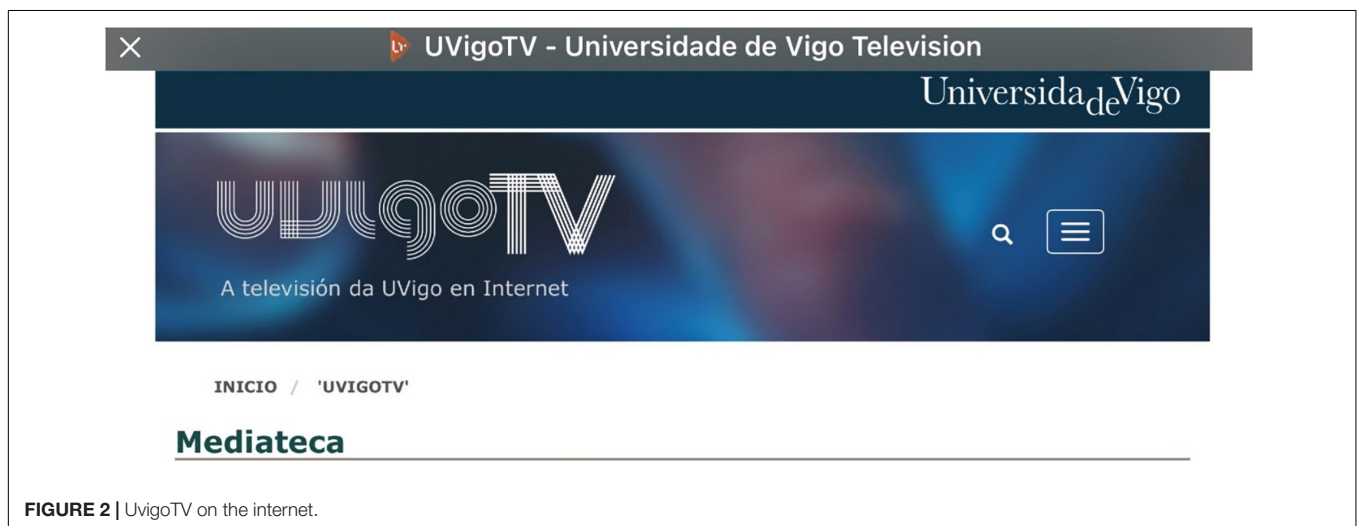 UVigoTV - Universidade de Vigo Television
UniversidadeVigo
uvigoTV
A televisión da UVigo en Internet
INICIO / 'UVIGOTV'
Mediateca
FIGURE 2 | UvigoTV on the internet.